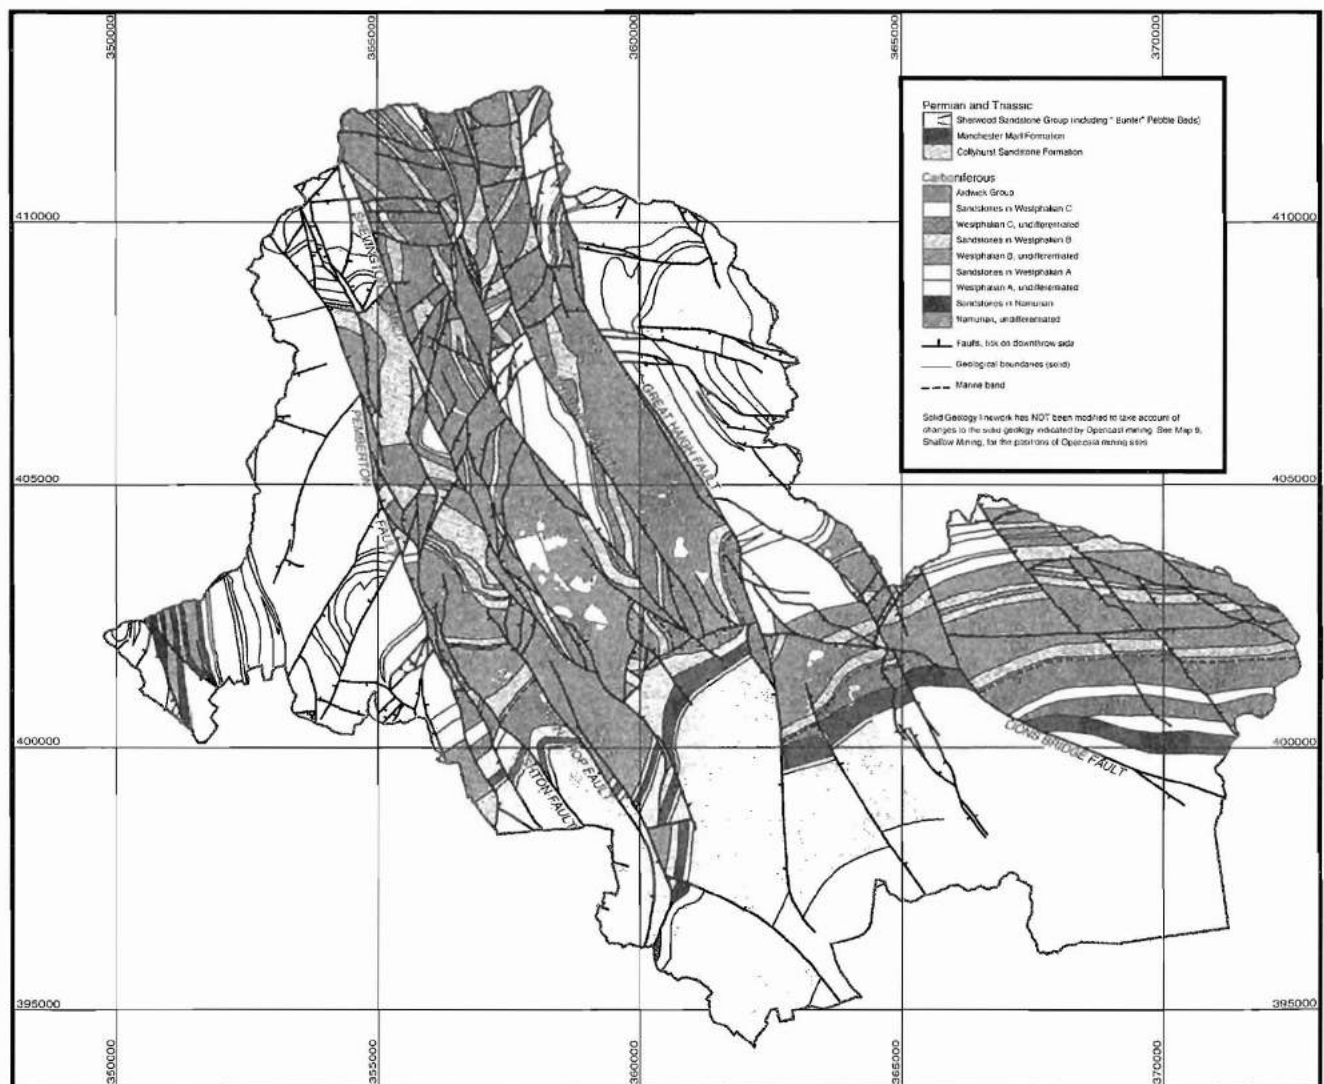 350000
355000
360000
365000
370000
Permian and Triassic
Sherwood Sandstone Group (including "Bunter" Pebble Beds)
Manchester Marl Formation
Collyhurst Sandstone Formation
Carboniferous
Ardwick Group
Sandstones in Westphalian C
Westphalian C, undifferentiated
Sandstones in Westphalian B
Westphalian B, undifferentiated
Sandstones in Westphalian A
Westphalian A, undifferentiated
Sandstones in Namurian
Namurian, undifferentiated
Faults, tick on downthrow side
Geological boundaries (solid)
Marine band
Solid Geology linework has NOT been modified to take account of
changes to the solid geology indicated by Opencast mining. See Map 9,
Shallow Mining, for the positions of Opencast mining sites
410000
410000
GREAT HAIGH FAULT
PEMBERTON
FAULT
405000
405000
400000
400000
DONS BRIDGE FAULT
FAULT
HTON FAULT
395000
395000
350000
355000
360000
365000
370000